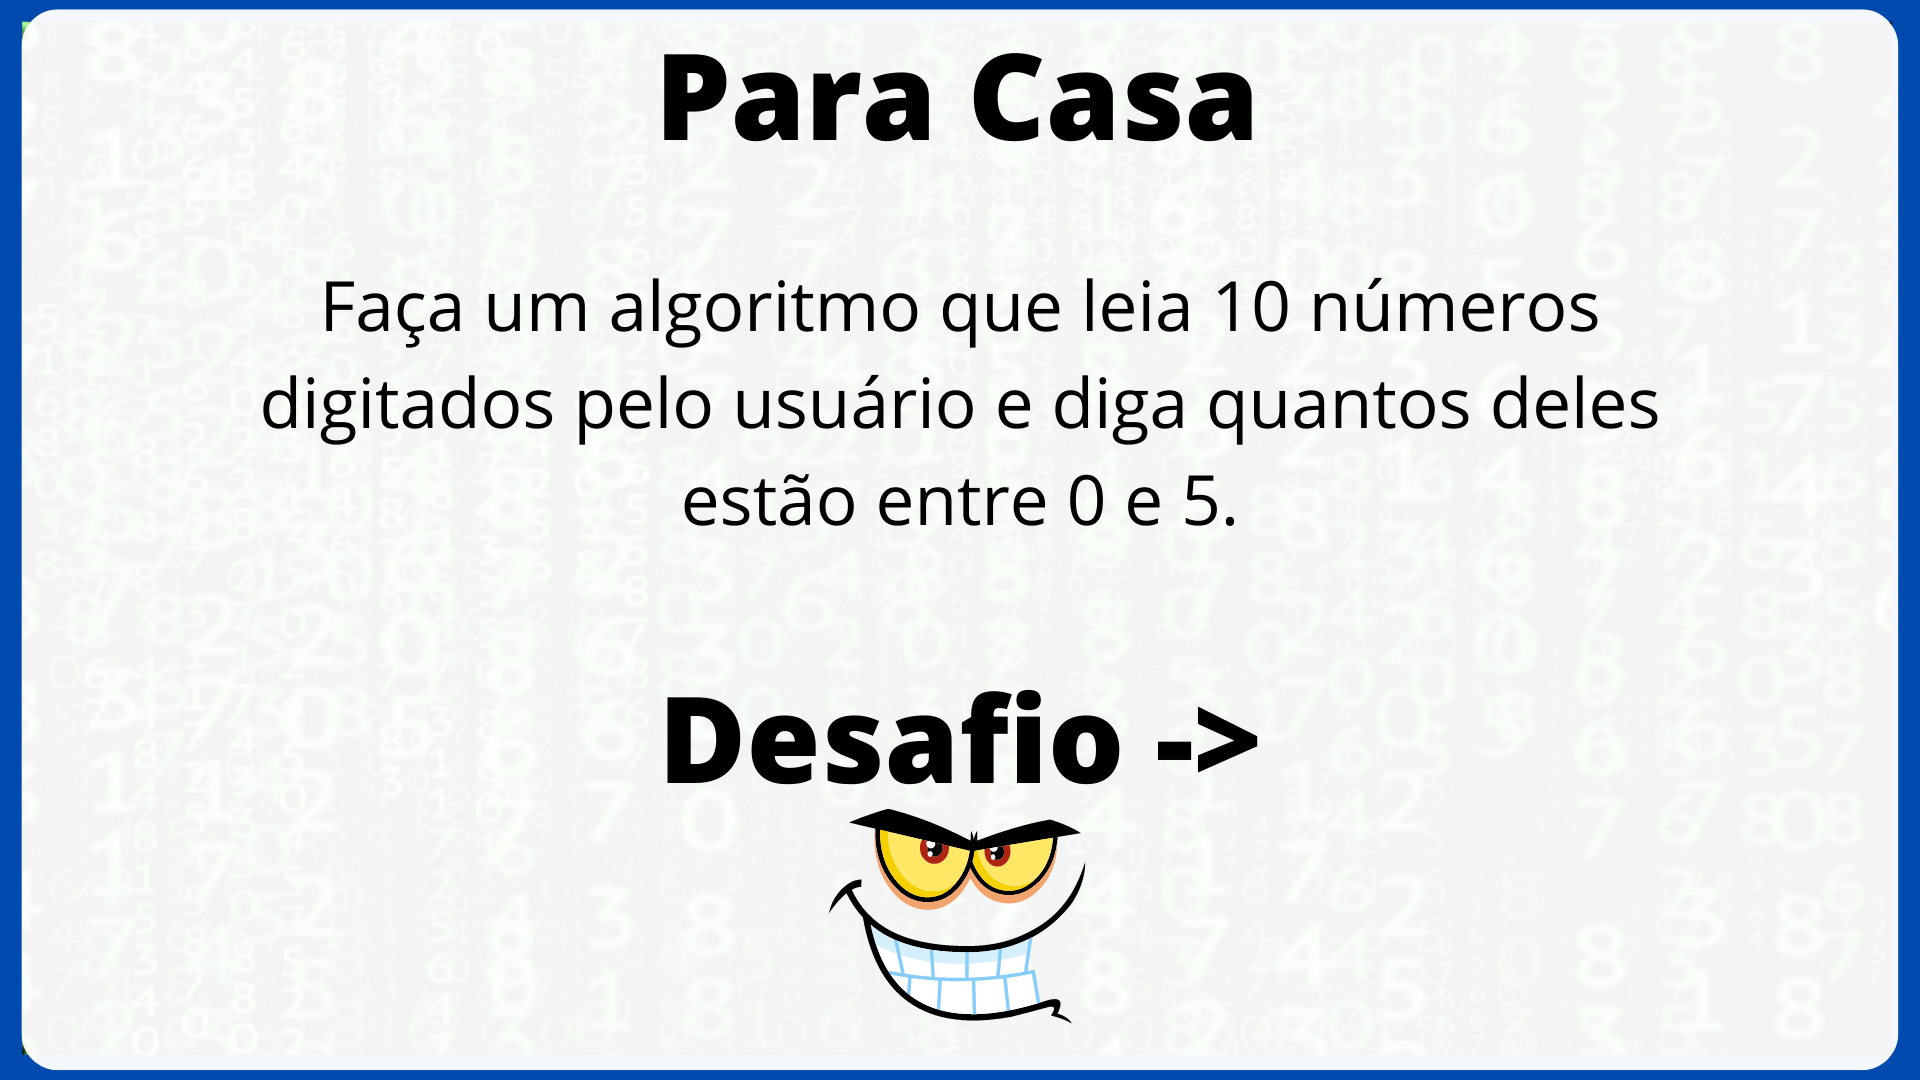 Para Casa
Faça um algoritmo que leia 10 números
digitados pelo usuário e diga quantos deles
estão entre 0 e 5.
Desafio ->